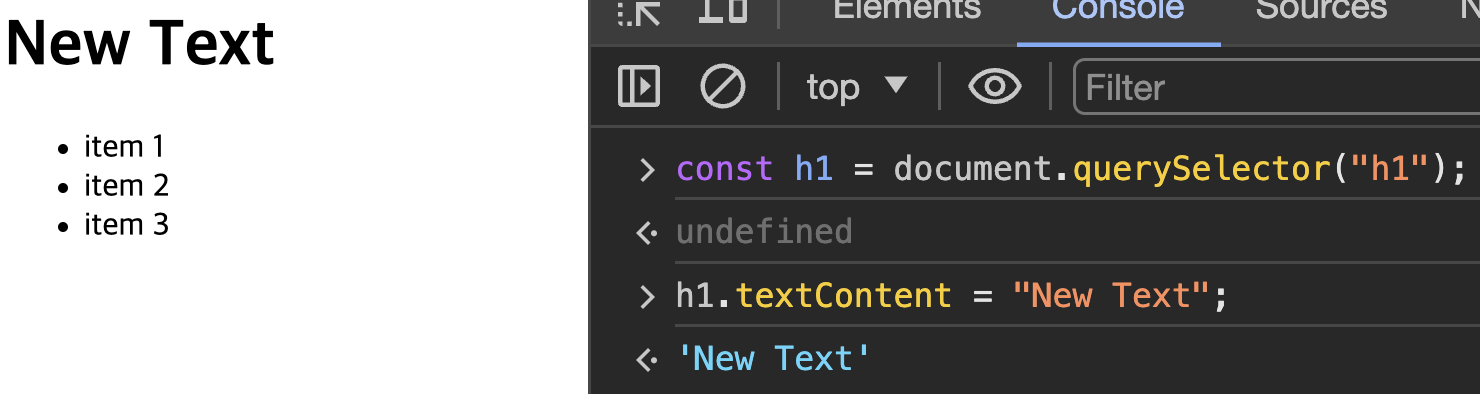 New Text
item 1
item 2
item 3
Elements Console Sources N
top Filter
const h1 = document.querySelector("h1");
undefined
h1.textContent = "New Text";
'New Text'